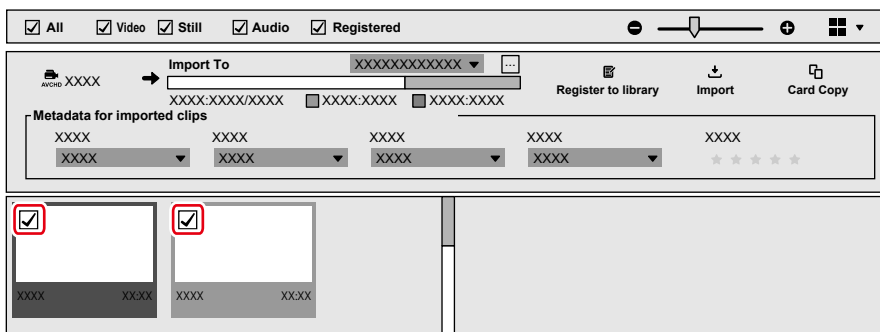 All Video Still Audio Registered
AVCHD XXXX
Import To XXXXXXXXXXXX ...
XXXX:XXXX/XXXX XXXX:XXXX XXXX:XXXX
Register to library Import Card Copy
Metadata for imported clips
XXXX XXXX XXXX XXXX XXXX
XXXX XXXX XXXX XXXX
XXXX XX:XX XXXX XX:XX